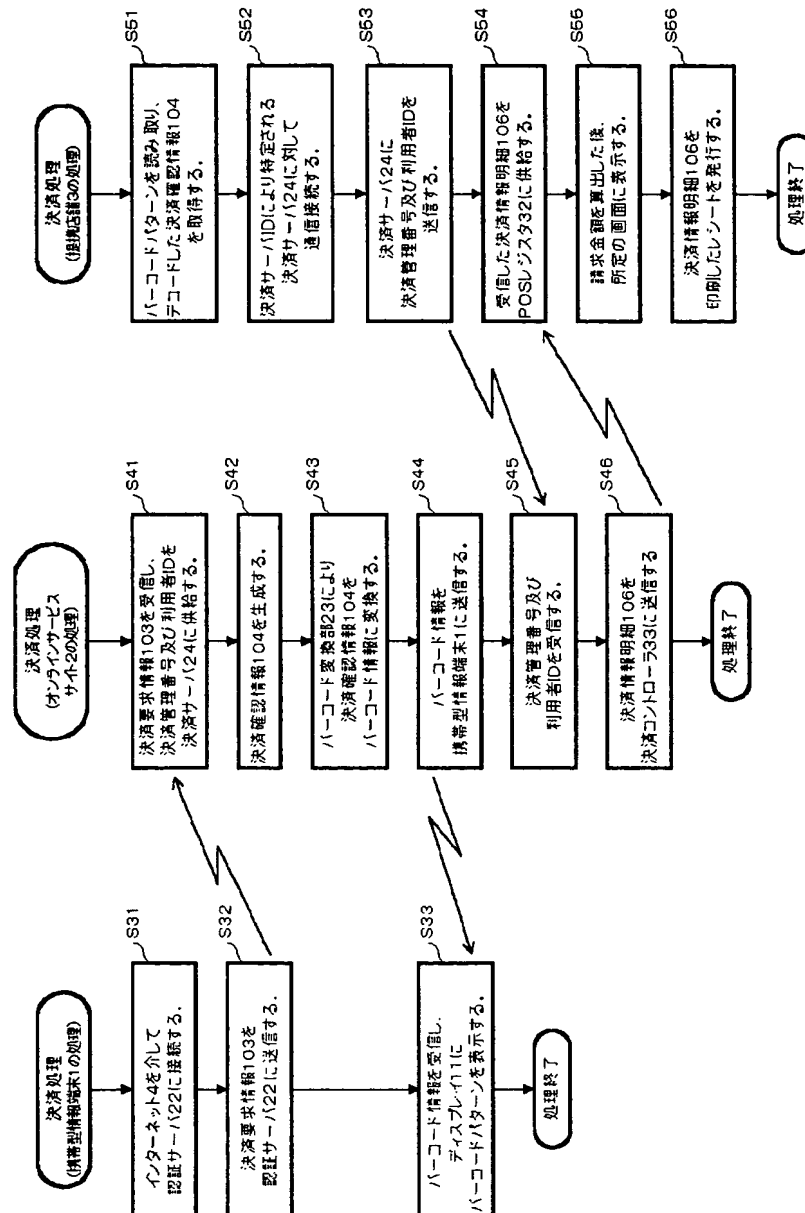 決済処理
(携帯型情報端末1の処理)
S31
インターネット4を介して
認証サーバ22に接続する。
S32
決済要求情報103を
認証サーバ22に送信する。
S33
バーコード情報を受信し、
ディスプレイ11に
バーコードパターンを表示する。
処理終了
決済処理
(オンラインサービス
サイト2の処理)
S41
決済要求情報103を受信し、
決済管理番号及び利用者IDを
決済サーバ24に供給する。
S42
決済確認情報104を生成する。
S43
バーコード変換部23により
決済確認情報104を
バーコード情報に変換する。
S44
バーコード情報を
携帯型情報端末1に送信する。
S45
決済管理番号及び
利用者IDを受信する。
S46
決済情報明細106を
決済コントローラ33に送信する
処理終了
決済処理
(提携店舗3の処理)
S51
バーコードパターンを読み取り、
デコードした決済確認情報104
を取得する。
S52
決済サーバIDにより特定される
決済サーバ24に対して
通信接続する。
S53
決済サーバ24に
決済管理番号及び利用者IDを
送信する。
S54
受信した決済情報明細106を
POSレジスタ32に供給する。
S55
請求金額を算出した後、
所定の画面に表示する。
S56
決済情報明細106を
印刷したレシートを発行する。
処理終了